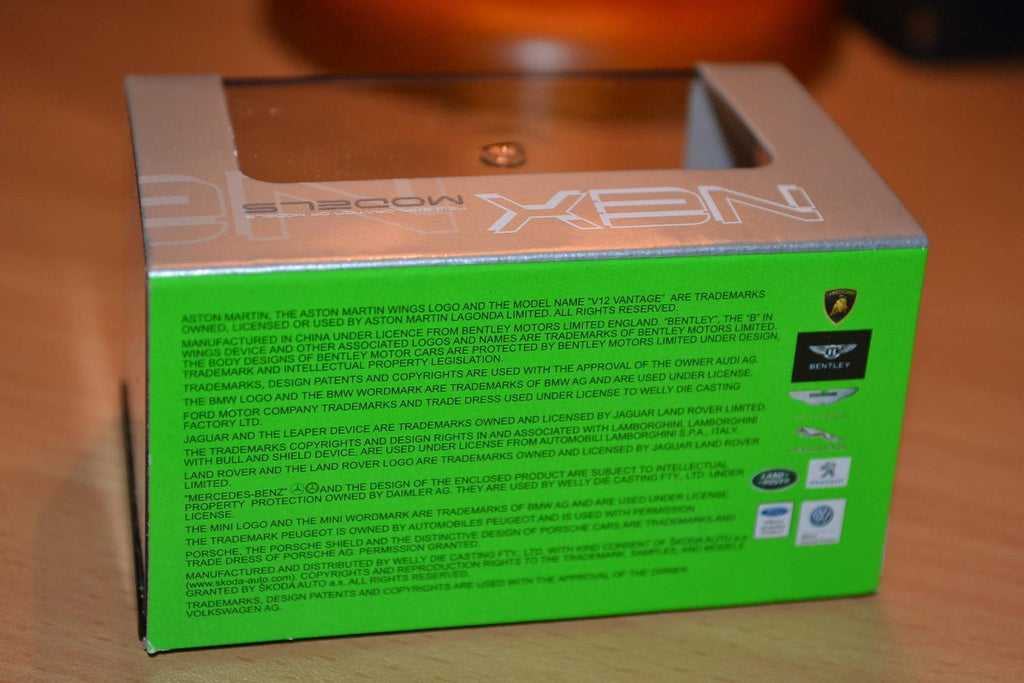 NEX
MODELS
NEW EXPLORATION OF MODELS
NEX
ASTON MARTIN, THE ASTON MARTIN WINGS LOGO AND THE MODEL NAME "V12 VANTAGE" ARE TRADEMARKS
OWNED, LICENSED OR USED BY ASTON MARTIN LAGONDA LIMITED. ALL RIGHTS RESERVED.
MANUFACTURED IN CHINA UNDER LICENCE FROM BENTLEY MOTORS LIMITED ENGLAND. "BENTLEY", THE "B" IN
WINGS DEVICE AND OTHER ASSOCIATED LOGOS AND NAMES ARE TRADEMARKS OF BENTLEY MOTORS LIMITED.
THE BODY DESIGNS OF BENTLEY MOTOR CARS ARE PROTECTED BY BENTLEY MOTORS LIMITED UNDER DESIGN,
TRADEMARK AND INTELLECTUAL PROPERTY LEGISLATION.
TRADEMARKS, DESIGN PATENTS AND COPYRIGHTS ARE USED WITH THE APPROVAL OF THE OWNER AUDI AG.
THE BMW LOGO AND THE BMW WORDMARK ARE TRADEMARKS OF BMW AG AND ARE USED UNDER LICENSE.
FORD MOTOR COMPANY TRADEMARKS AND TRADE DRESS USED UNDER LICENSE TO WELLY DIE CASTING
FACTORY LTD.
JAGUAR AND THE LEAPER DEVICE ARE TRADEMARKS OWNED AND LICENSED BY JAGUAR LAND ROVER LIMITED.
THE TRADEMARKS COPYRIGHTS AND DESIGN RIGHTS IN AND ASSOCIATED WITH LAMBORGHINI, LAMBORGHINI
WITH BULL AND SHIELD DEVICE, ARE USED UNDER LICENSE FROM AUTOMOBILI LAMBORGHINI S.P.A., ITALY.
LAND ROVER AND THE LAND ROVER LOGO ARE TRADEMARKS OWNED AND LICENSED BY JAGUAR LAND ROVER
LIMITED.
"MERCEDES-BENZ" AND THE DESIGN OF THE ENCLOSED PRODUCT ARE SUBJECT TO INTELLECTUAL
PROPERTY PROTECTION OWNED BY DAIMLER AG. THEY ARE USED BY WELLY DIE CASTING FTY., LTD. UNDER
LICENSE.
THE MINI LOGO AND THE MINI WORDMARK ARE TRADEMARKS OF BMW AG AND ARE USED UNDER LICENSE.
THE TRADEMARK PEUGEOT IS OWNED BY AUTOMOBILES PEUGEOT AND IS USED WITH PERMISSION
PORSCHE, THE PORSCHE SHIELD AND THE DISTINCTIVE DESIGN OF PORSCHE CARS ARE TRADEMARKS AND
TRADE DRESS OF PORSCHE AG. PERMISSION GRANTED.
MANUFACTURED AND DISTRIBUTED BY WELLY DIE CASTING FTY., LTD. WITH KIND CONSENT OF ŠKODA AUTO a.s
(www.skoda-auto.com). COPYRIGHTS AND REPRODUCTION RIGHTS TO THE TRADEMARK, SAMPLES, AND MODELS
GRANTED BY ŠKODA AUTO a.s. ALL RIGHTS RESERVED.
TRADEMARKS, DESIGN PATENTS AND COPYRIGHTS ARE USED WITH THE APPROVAL OF THE OWNER
VOLKSWAGEN AG.
LAMBORGHINI
BENTLEY
LAND ROVER
PEUGEOT